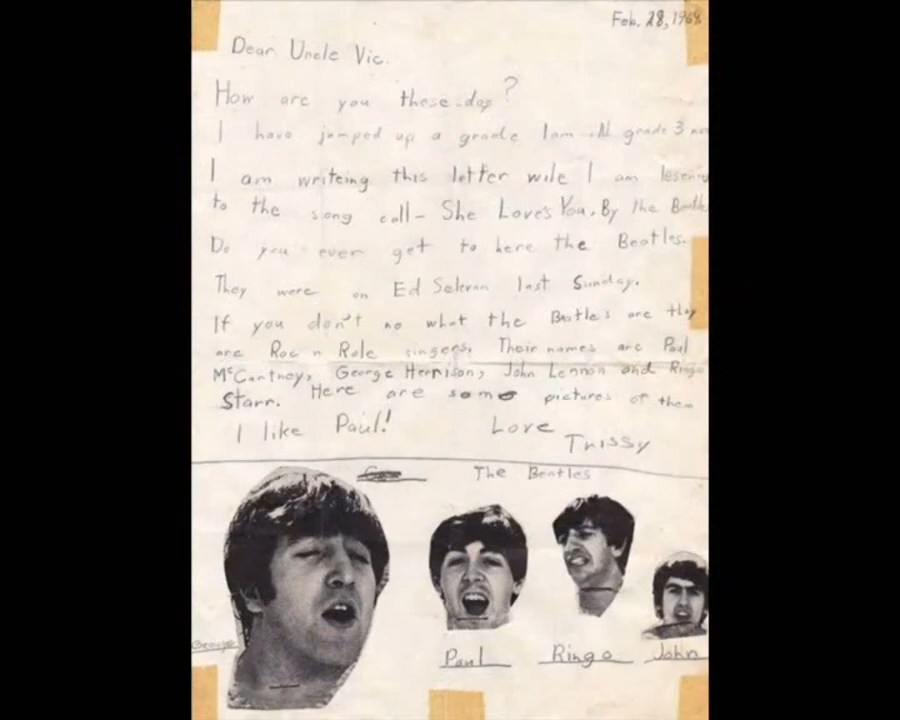 Feb. 28, 1964
Dear Uncle Vic.
How are you these day?
I have jumped up a grade I am iN grade 3 now
I am writeing this letter wile I am lesening
to the song call- She Loves You, By the Beatles
Do you ever get to here the Beatles.
They were on Ed Selevan last Sunday.
If you don't no what the Beatles are they
are Roc n Role singers. Their names are Paul
McCartney, George Herrison, John Lennon and Ringo
Starr. Here are some pictures of them
I like Paul! Love
Trissy
The Beatles
George
Paul Ringo John